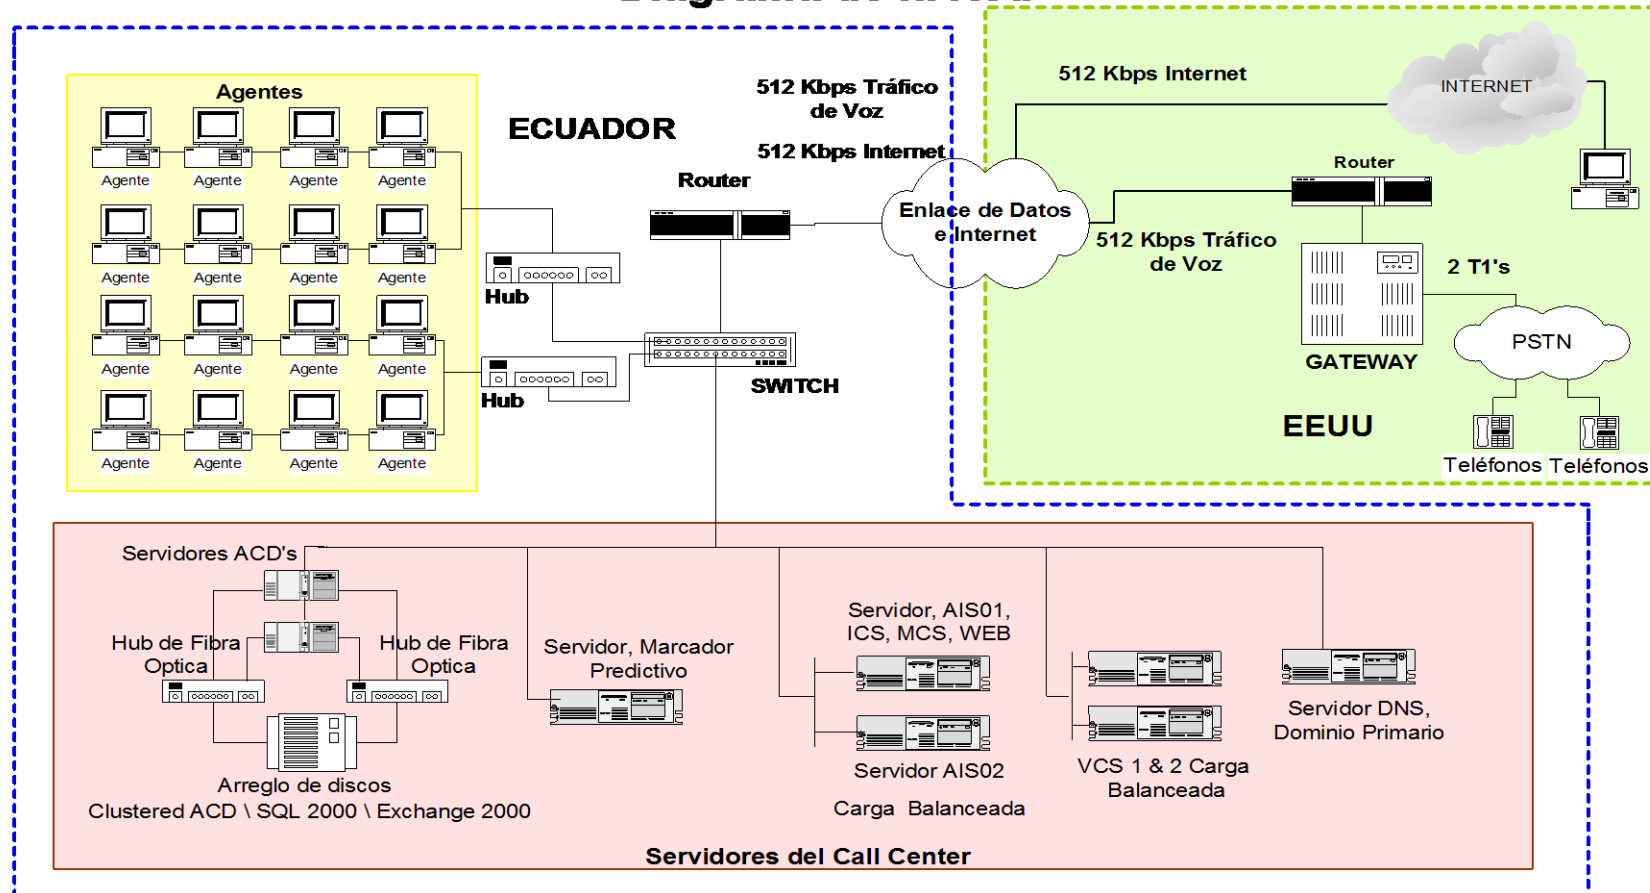 Agentes
Agente Agente Agente Agente
Agente Agente Agente Agente
Agente Agente Agente Agente
Agente Agente Agente Agente
ECUADOR
512 Kbps Tráfico
de Voz
512 Kbps Internet
Router
Hub
Hub
SWITCH
Enlace de Datos
e Internet
512 Kbps Internet
INTERNET
Router
512 Kbps Tráfico
de Voz
2 T1's
GATEWAY
PSTN
EEUU
Teléfonos Teléfonos
Servidores ACD's
Hub de Fibra
Optica
Hub de Fibra
Optica
Arreglo de discos
Clustered ACD \ SQL 2000 \ Exchange 2000
Servidor, Marcador
Predictivo
Servidor, AIS01,
ICS, MCS, WEB
Servidor AIS02
Carga Balanceada
VCS 1 & 2 Carga
Balanceada
Servidor DNS,
Dominio Primario
Servidores del Call Center